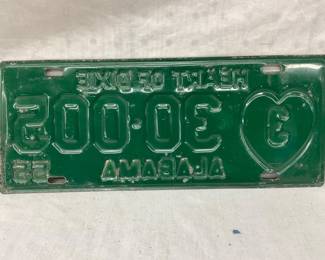 HEART OF DIXIE
3 30·005
ALABAMA
55